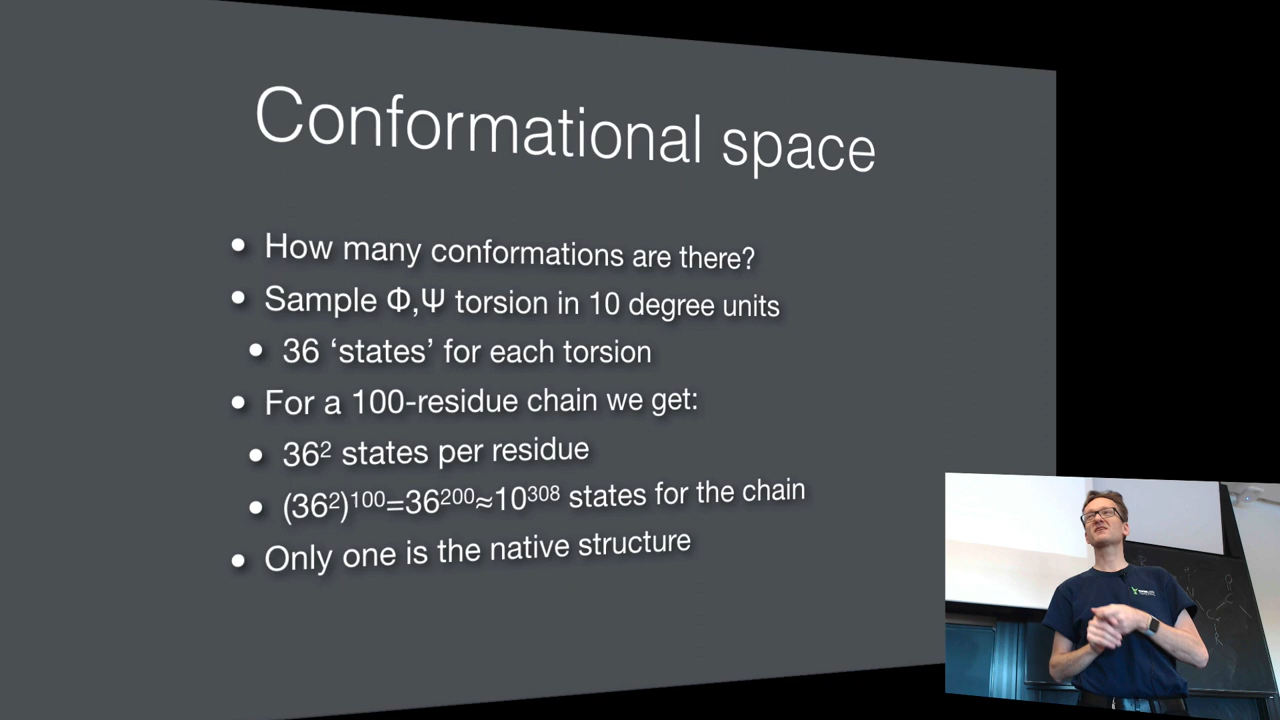 Conformational space
• How many conformations are there?
• Sample Φ,Ψ torsion in 10 degree units
• 36 ‘states’ for each torsion
• For a 100-residue chain we get:
• 36² states per residue
• (36²)¹⁰⁰=36²⁰⁰≈10³⁰⁸ states for the chain
• Only one is the native structure